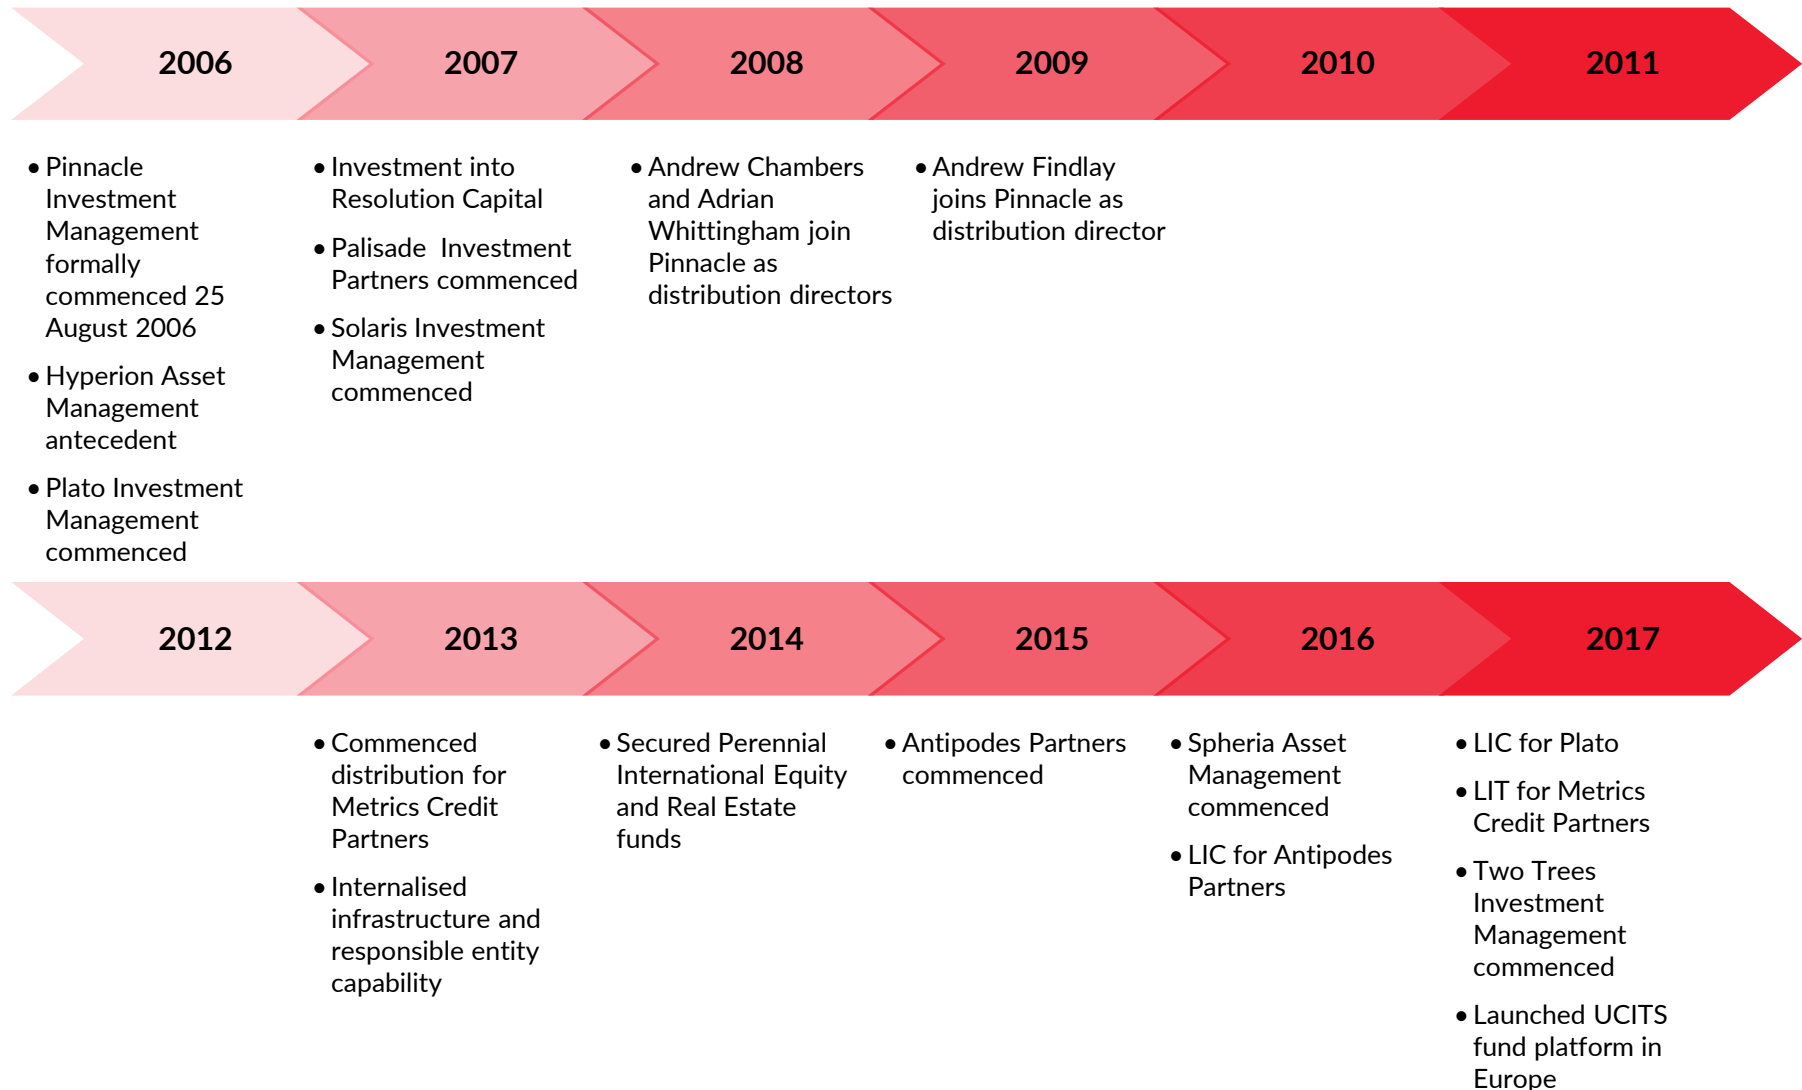 2006
2007
2008
2009
2010
2011
• Pinnacle
Investment
Management
formally
commenced 25
August 2006
• Hyperion Asset
Management
antecedent
• Plato Investment
Management
commenced
• Investment into
Resolution Capital
• Palisade Investment
Partners commenced
• Solaris Investment
Management
commenced
• Andrew Chambers
and Adrian
Whittingham join
Pinnacle as
distribution directors
• Andrew Findlay
joins Pinnacle as
distribution director
2012
2013
2014
2015
2016
2017
• Commenced
distribution for
Metrics Credit
Partners
• Internalised
infrastructure and
responsible entity
capability
• Secured Perennial
International Equity
and Real Estate
funds
• Antipodes Partners
commenced
• Spheria Asset
Management
commenced
• LIC for Antipodes
Partners
• LIC for Plato
• LIT for Metrics
Credit Partners
• Two Trees
Investment
Management
commenced
• Launched UCITS
fund platform in
Europe